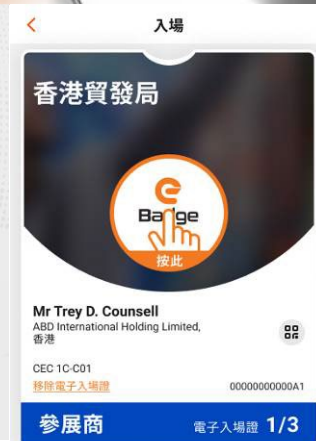 入場
香港貿發局
e
Badge
按此
Mr Trey D. Counsell
ABD International Holding Limited,
香港
CEC 1C-C01
移除電子入場證
00000000000A1
參展商
電子入場證 1/3